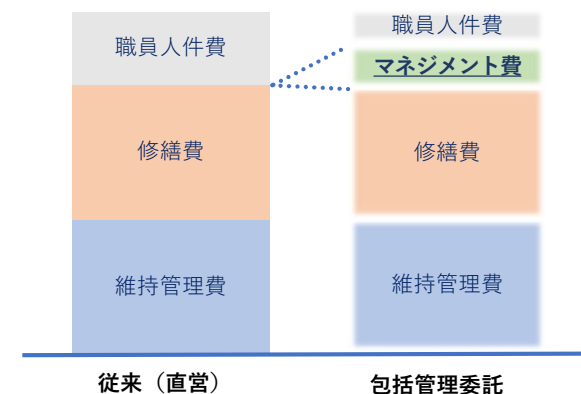 職員人件費
修繕費
維持管理費
従来（直営）
職員人件費
マネジメント費
修繕費
維持管理費
包括管理委託